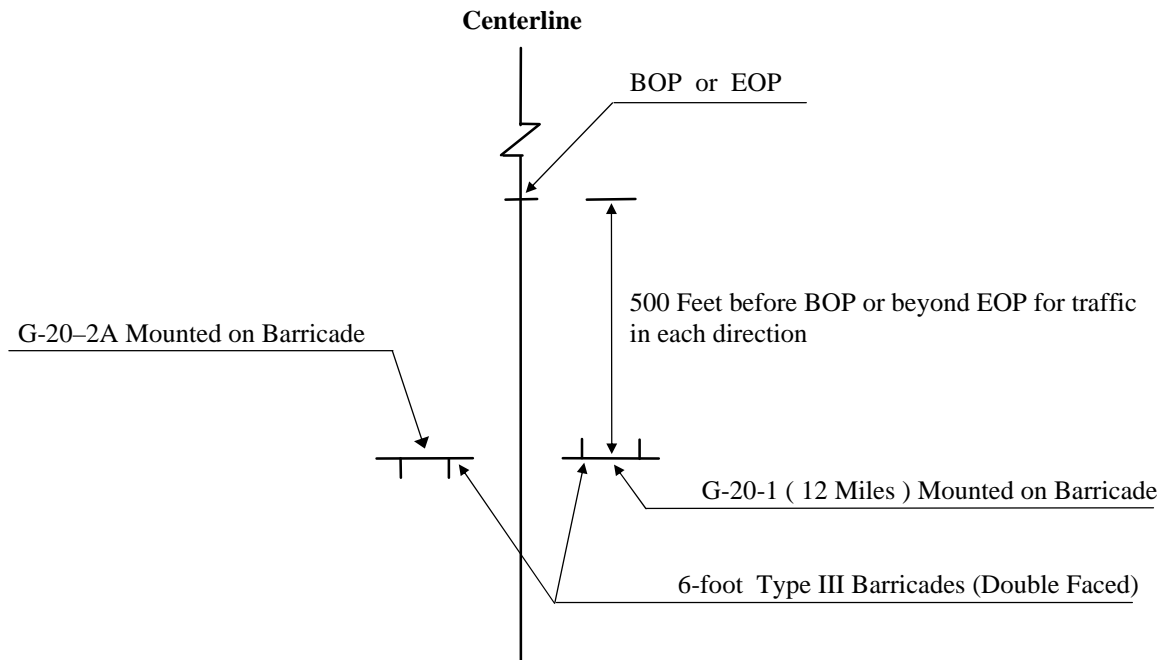 Centerline
BOP or EOP
500 Feet before BOP or beyond EOP for traffic
in each direction
G-20–2A Mounted on Barricade
G-20-1 ( 12 Miles ) Mounted on Barricade
6-foot Type III Barricades (Double Faced)